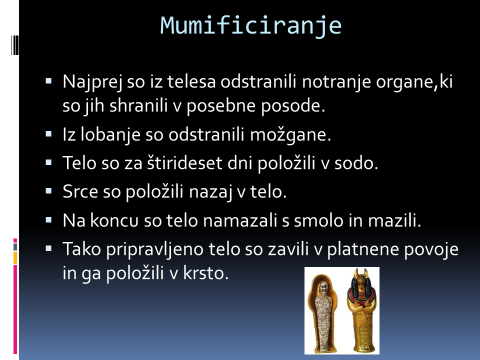 Mumificiranje
Najprej so iz telesa odstranili notranje organe,ki
so jih shranili v posebne posode.
Iz lobanje so odstranili možgane.
Telo so za štirideset dni položili v sodo.
Srce so položili nazaj v telo.
Na koncu so telo namazali s smolo in mazili.
Tako pripravljeno telo so zavili v platnene povoje
in ga položili v krsto.